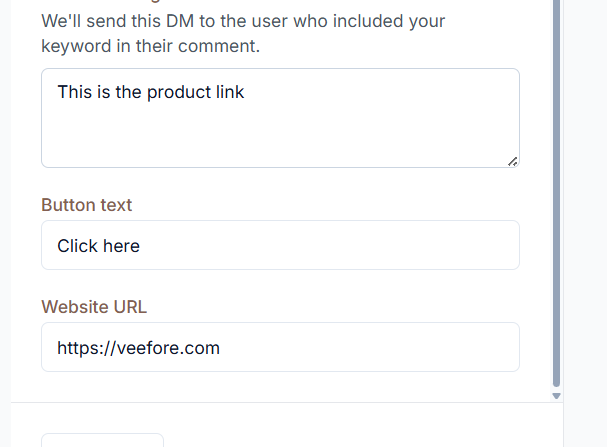 We'll send this DM to the user who included your
keyword in their comment.
This is the product link
Button text
Click here
Website URL
https://veefore.com